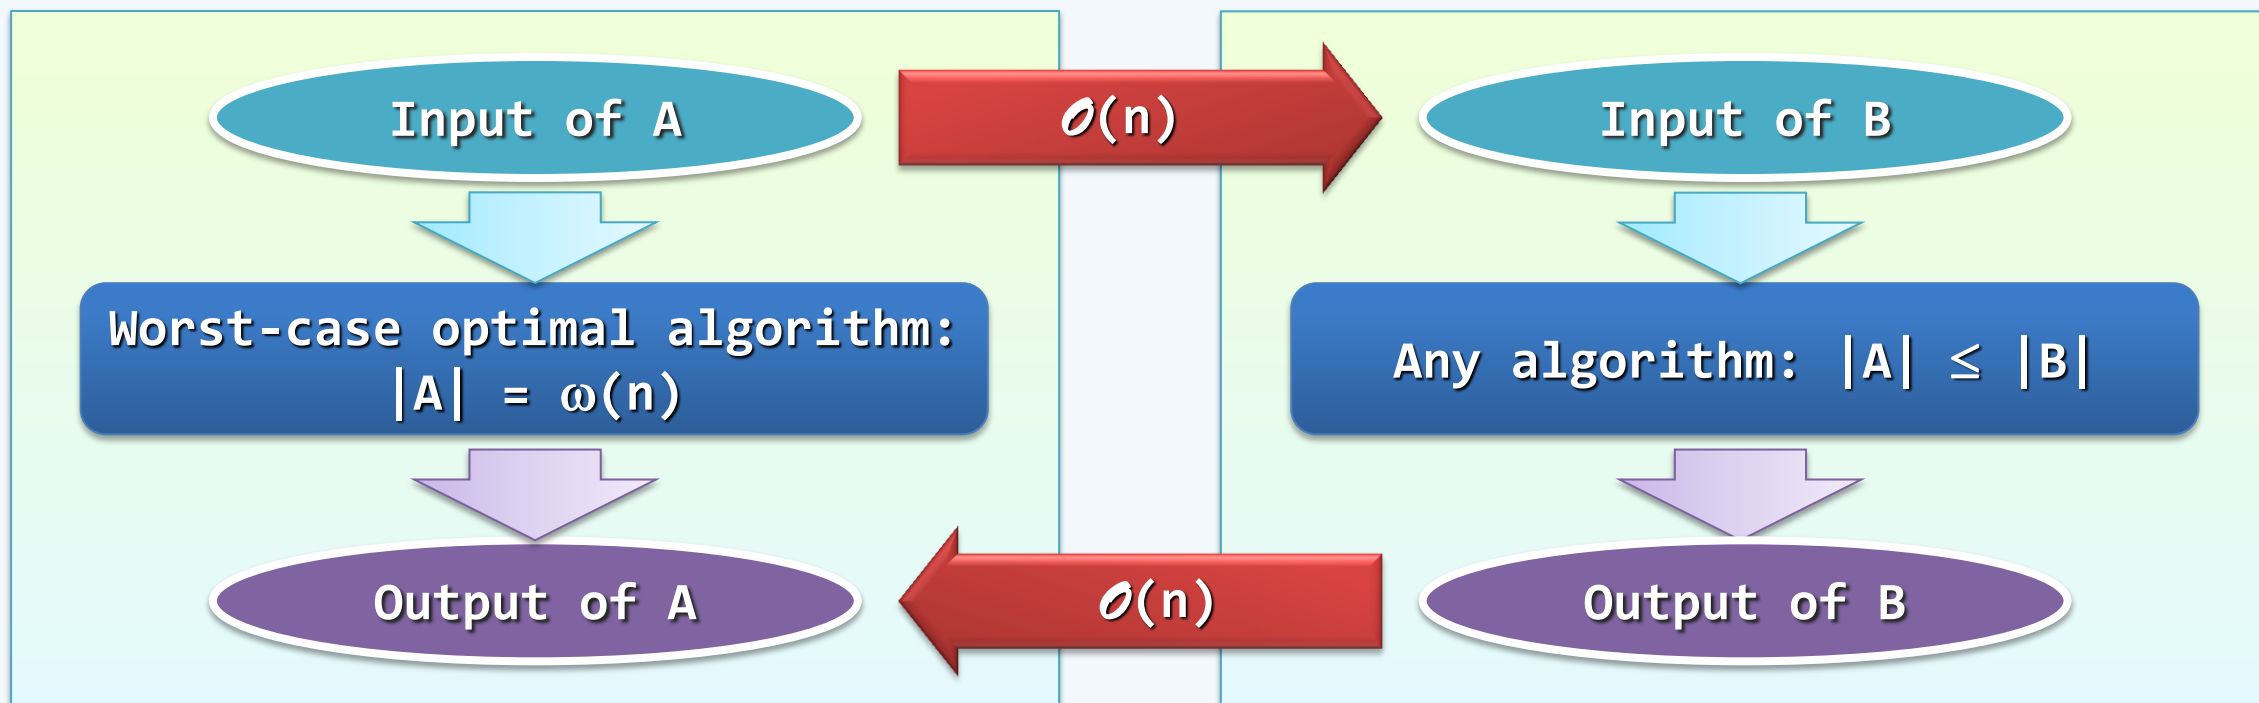 Input of A
𝒪(n)
Input of B
Worst-case optimal algorithm:
|A| = ω(n)
Any algorithm: |A| ≤ |B|
Output of A
𝒪(n)
Output of B